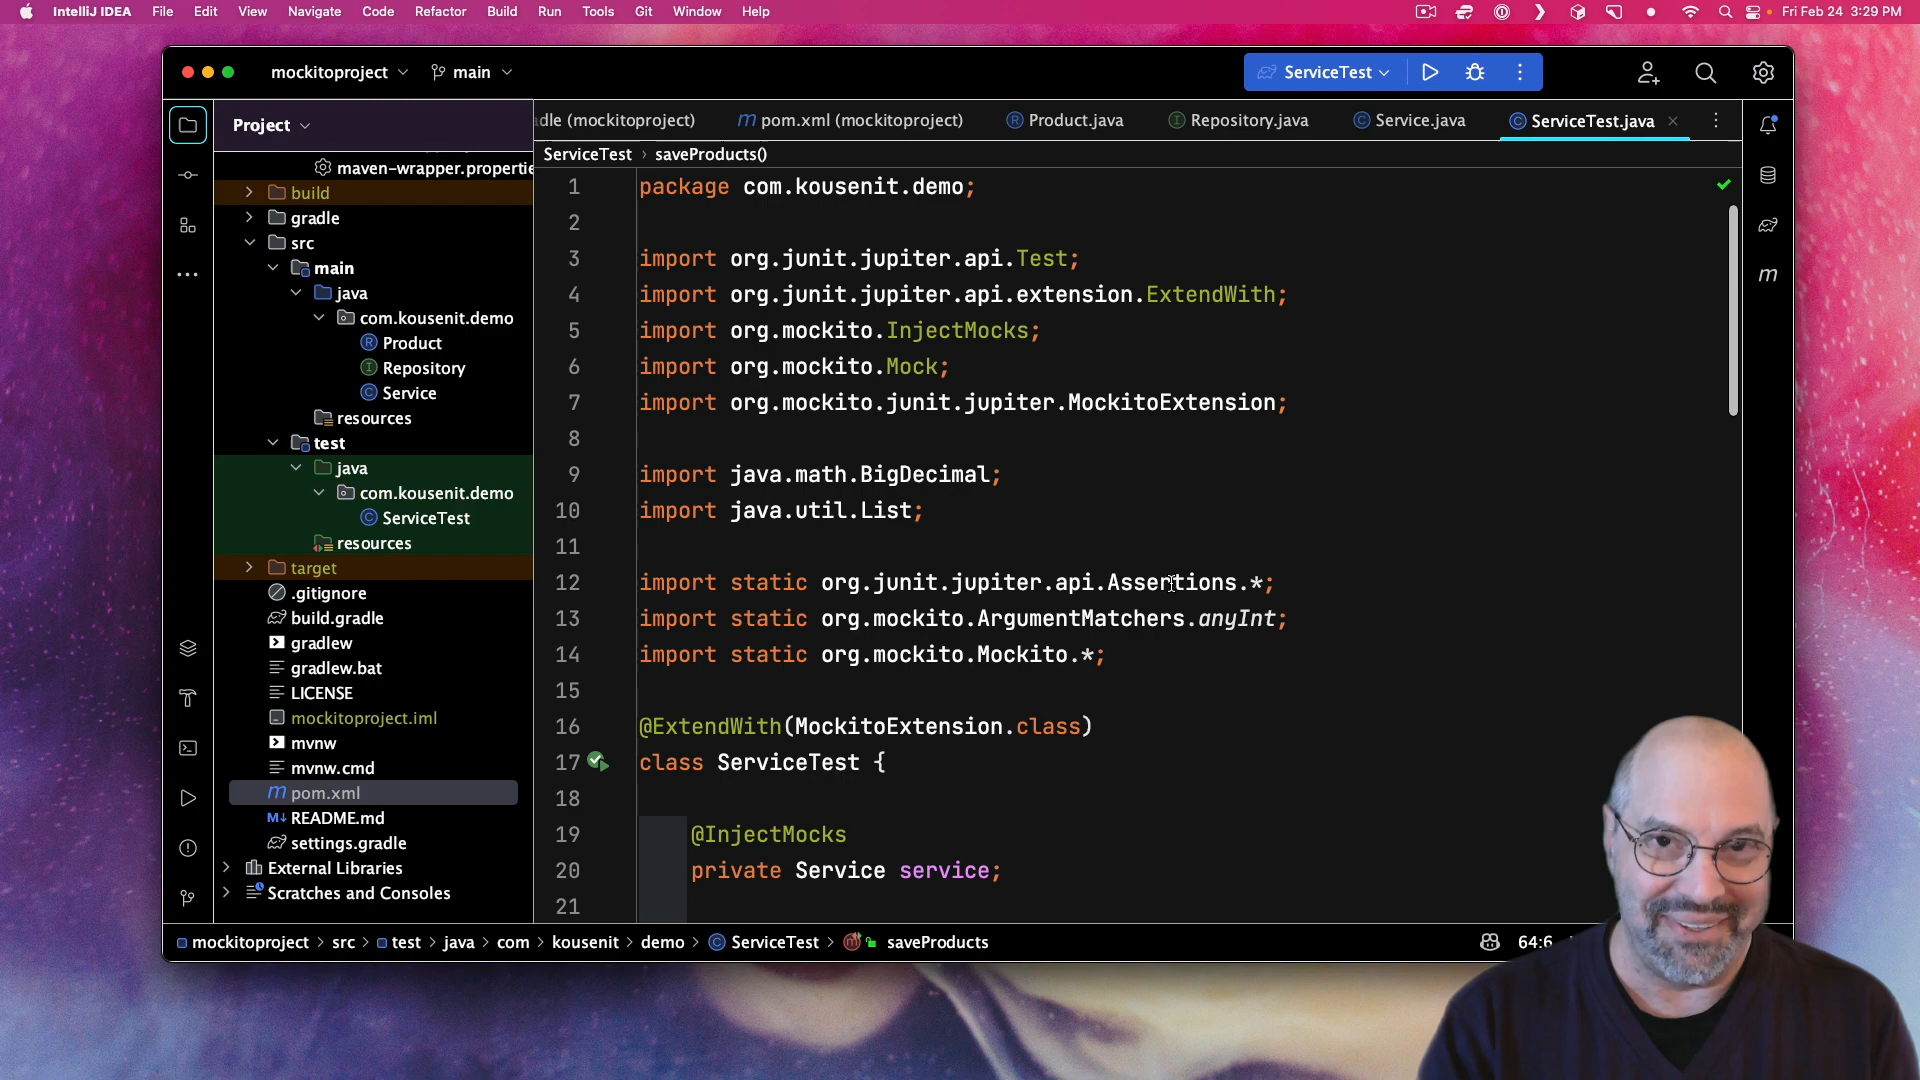 IntelliJ IDEA File Edit View Navigate Code Refactor Build Run Tools Git Window Help Fri Feb 24 3:29 PM
mockitoproject main ServiceTest
Project
dle (mockitoproject) pom.xml (mockitoproject) Product.java Repository.java Service.java ServiceTest.java
ServiceTest saveProducts()
maven-wrapper.propertie
build
gradle
src
main
java
com.kousenit.demo
Product
Repository
Service
resources
test
java
com.kousenit.demo
ServiceTest
resources
target
.gitignore
build.gradle
gradlew
gradlew.bat
LICENSE
mockitoproject.iml
mvnw
mvnw.cmd
pom.xml
README.md
settings.gradle
External Libraries
Scratches and Consoles
1 package com.kousenit.demo;
2
3 import org.junit.jupiter.api.Test;
4 import org.junit.jupiter.api.extension.ExtendWith;
5 import org.mockito.InjectMocks;
6 import org.mockito.Mock;
7 import org.mockito.junit.jupiter.MockitoExtension;
8
9 import java.math.BigDecimal;
10 import java.util.List;
11
12 import static org.junit.jupiter.api.Assertions.*;
13 import static org.mockito.ArgumentMatchers.anyInt;
14 import static org.mockito.Mockito.*;
15
16 @ExtendWith(MockitoExtension.class)
17 class ServiceTest {
18
19 @InjectMocks
20 private Service service;
21
mockitoproject > src > test > java > com > kousenit > demo > ServiceTest > saveProducts 64:6